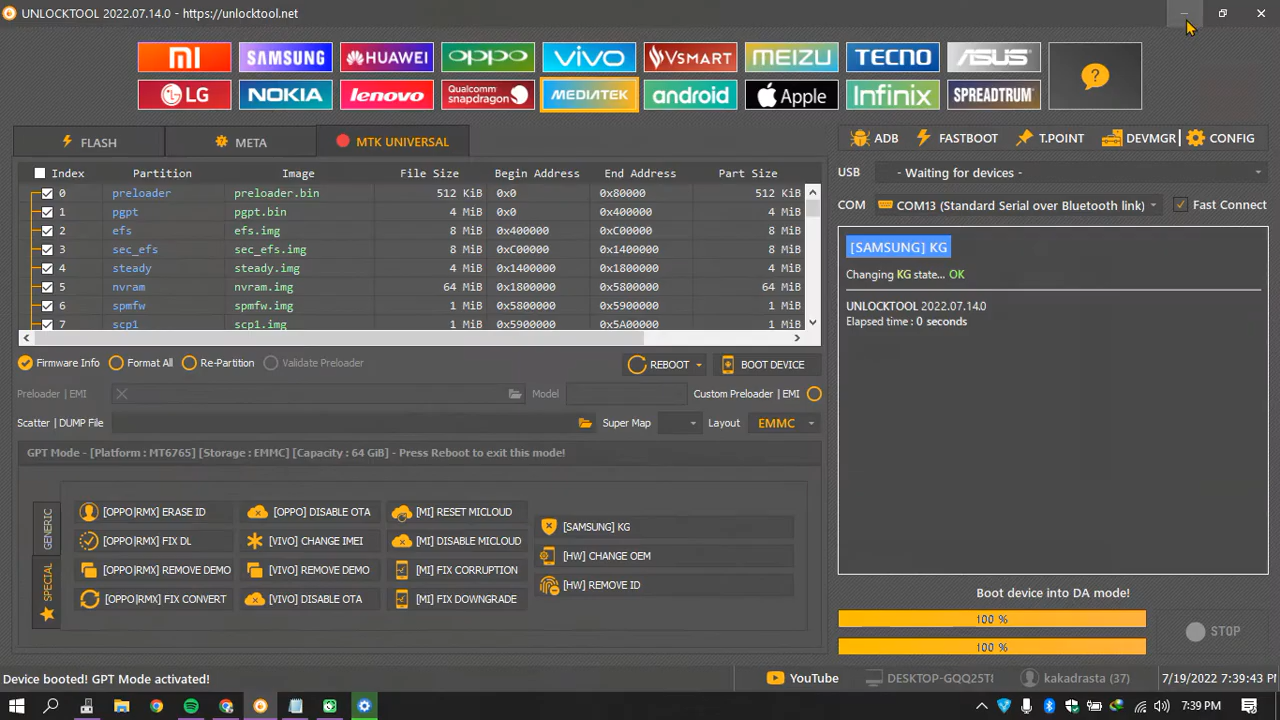 UNLOCKTOOL 2022.07.14.0 - https://unlocktool.net
MI SAMSUNG HUAWEI oppo vivo VSMART MEIZU TECNO ASUS
LG NOKIA lenovo Qualcomm snapdragon MEDIATEK android Apple Infinix SPREADTRUM ?
FLASH META MTK UNIVERSAL
ADB FASTBOOT T.POINT DEVMGR CONFIG
USB - Waiting for devices -
COM COM13 (Standard Serial over Bluetooth link) Fast Connect
Index Partition Image File Size Begin Address End Address Part Size
0 preloader preloader.bin 512 KiB 0x0 0x80000 512 KiB
1 pgpt pgpt.bin 4 MiB 0x0 0x400000 4 MiB
2 efs efs.img 8 MiB 0x400000 0xC00000 8 MiB
3 sec_efs sec_efs.img 8 MiB 0xC00000 0x1400000 8 MiB
4 steady steady.img 4 MiB 0x1400000 0x1800000 4 MiB
5 nvram nvram.img 64 MiB 0x1800000 0x5800000 64 MiB
6 spmfw spmfw.img 1 MiB 0x5800000 0x5900000 1 MiB
7 scp1 scp1.img 1 MiB 0x5900000 0x5A00000 1 MiB
[SAMSUNG] KG
Changing KG state... OK
UNLOCKTOOL 2022.07.14.0
Elapsed time : 0 seconds
Firmware Info Format All Re-Partition Validate Preloader REBOOT BOOT DEVICE
Preloader | EMI Model Custom Preloader | EMI
Scatter | DUMP File Super Map Layout EMMC
GPT Mode - [Platform : MT6765] [Storage : EMMC] [Capacity : 64 GiB] - Press Reboot to exit this mode!
GENERIC
SPECIAL
[OPPO|RMX] ERASE ID [OPPO] DISABLE OTA [MI] RESET MICLOUD
[SAMSUNG] KG
[OPPO|RMX] FIX DL [VIVO] CHANGE IMEI [MI] DISABLE MICLOUD
[HW] CHANGE OEM
[OPPO|RMX] REMOVE DEMO [VIVO] REMOVE DEMO [MI] FIX CORRUPTION
[HW] REMOVE ID
[OPPO|RMX] FIX CONVERT [VIVO] DISABLE OTA [MI] FIX DOWNGRADE
Boot device into DA mode!
100 %
100 %
STOP
Device booted! GPT Mode activated! YouTube DESKTOP-GQQ25T8 kakadrasta (37) 7/19/2022 7:39:43 PM
7:39 PM